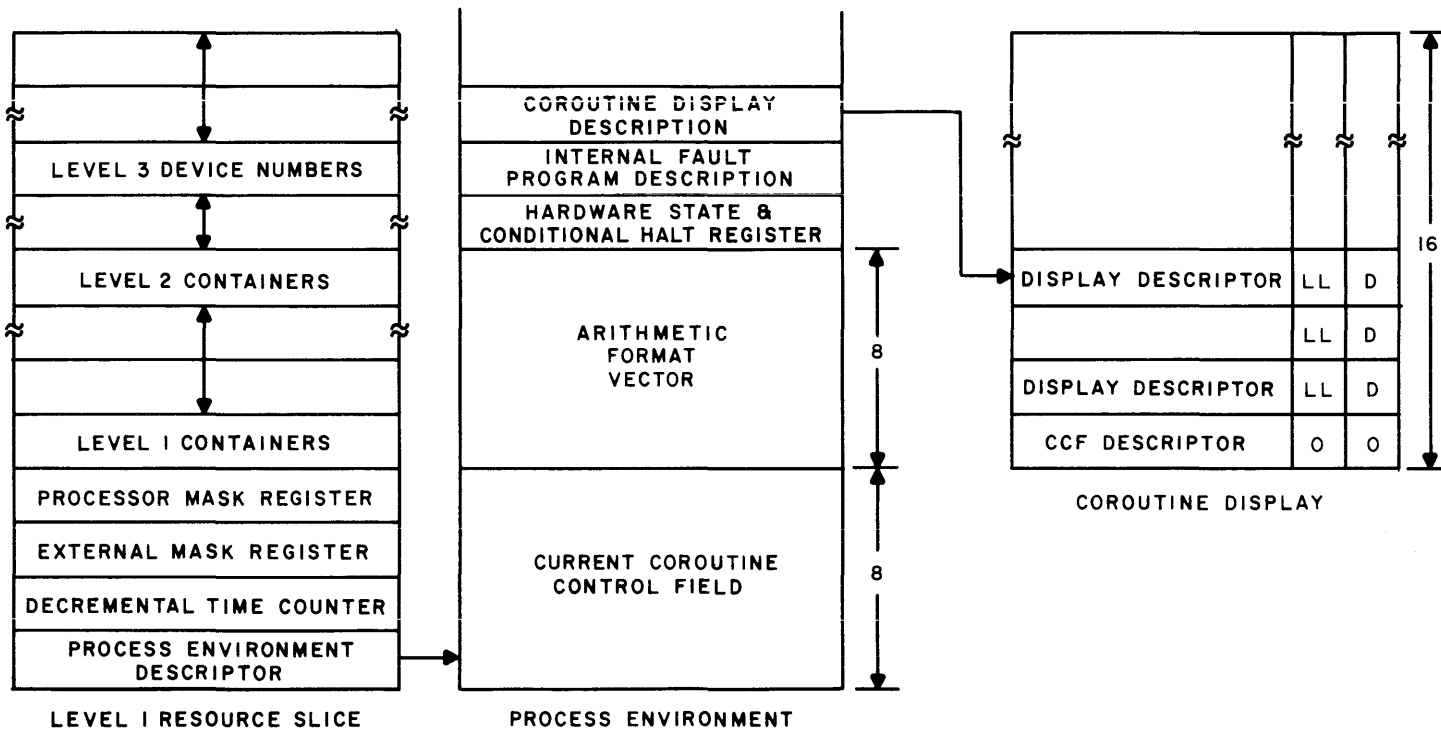 LEVEL 3 DEVICE NUMBERS
LEVEL 2 CONTAINERS
LEVEL 1 CONTAINERS
PROCESSOR MASK REGISTER
EXTERNAL MASK REGISTER
DECREMENTAL TIME COUNTER
PROCESS ENVIRONMENT
DESCRIPTOR
LEVEL 1 RESOURCE SLICE
COROUTINE DISPLAY
DESCRIPTION
INTERNAL FAULT
PROGRAM DESCRIPTION
HARDWARE STATE &
CONDITIONAL HALT REGISTER
ARITHMETIC
FORMAT
VECTOR
8
CURRENT COROUTINE
CONTROL FIELD
8
PROCESS ENVIRONMENT
DISPLAY DESCRIPTOR LL D
LL D
DISPLAY DESCRIPTOR LL D
CCF DESCRIPTOR O O
16
COROUTINE DISPLAY